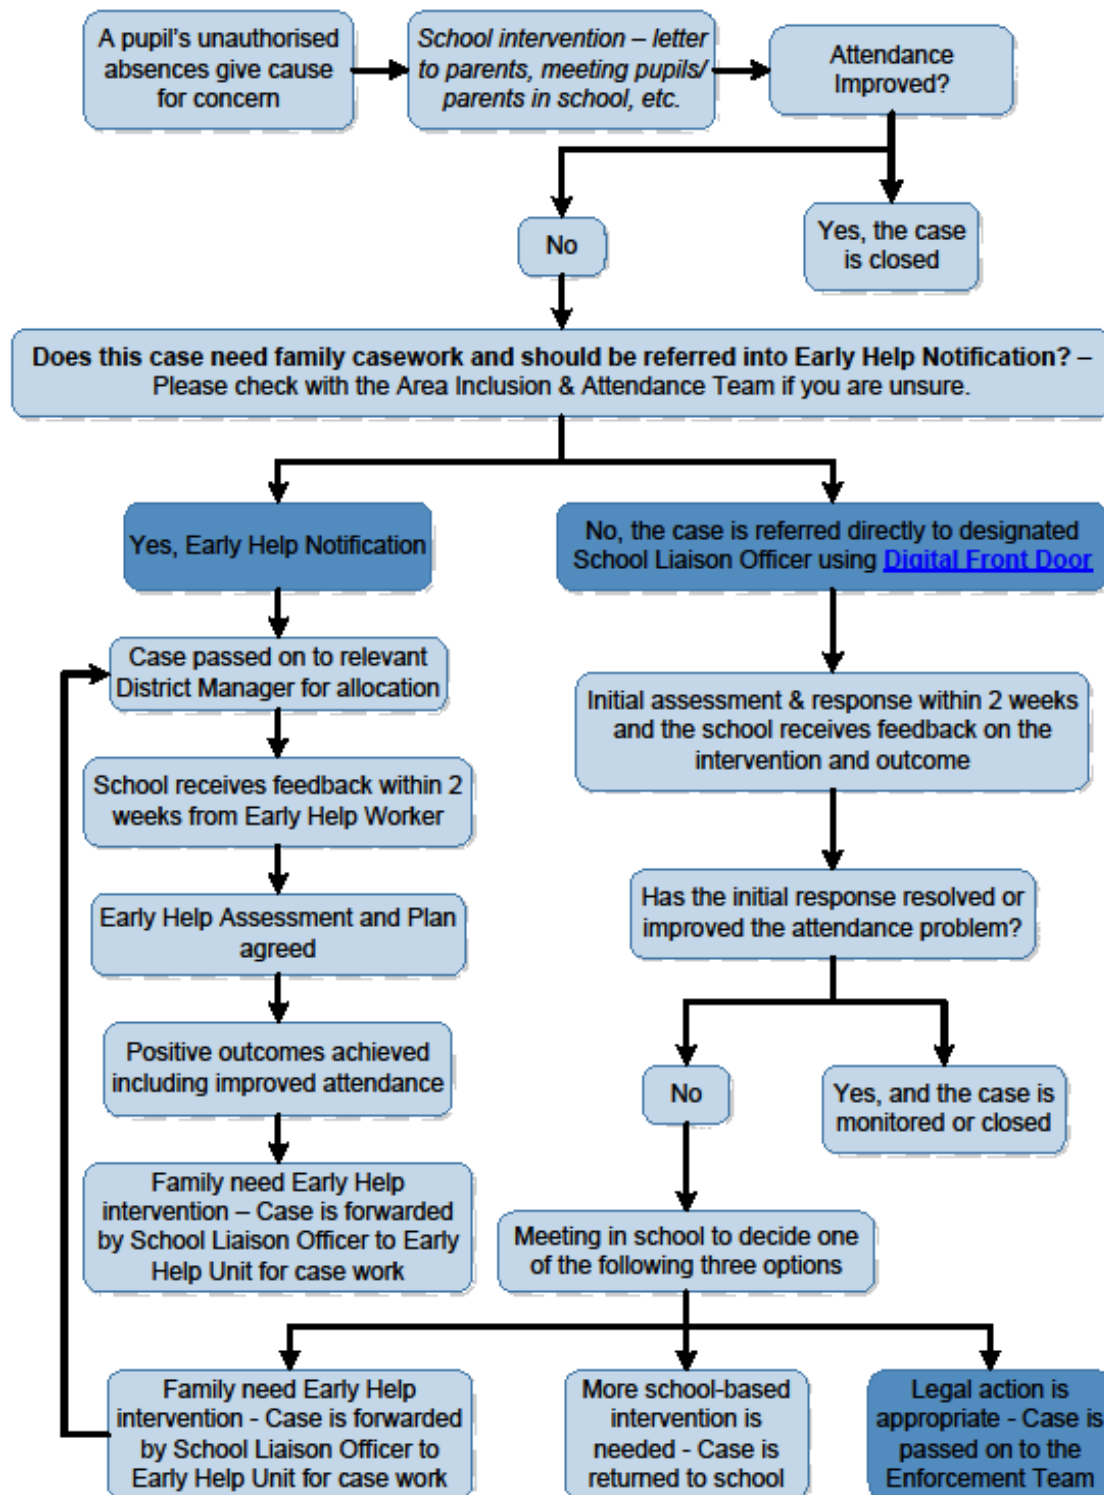 A pupil's unauthorised
absences give cause
for concern
School intervention – letter
to parents, meeting pupils/
parents in school, etc.
Attendance
Improved?
No
Yes, the case
is closed
Does this case need family casework and should be referred into Early Help Notification? –
Please check with the Area Inclusion & Attendance Team if you are unsure.
Yes, Early Help Notification
No, the case is referred directly to designated
School Liaison Officer using Digital Front Door
Case passed on to relevant
District Manager for allocation
Initial assessment & response within 2 weeks
and the school receives feedback on the
intervention and outcome
School receives feedback within 2
weeks from Early Help Worker
Has the initial response resolved or
improved the attendance problem?
Early Help Assessment and Plan
agreed
Positive outcomes achieved
including improved attendance
No
Yes, and the case is
monitored or closed
Family need Early Help
intervention – Case is forwarded
by School Liaison Officer to Early
Help Unit for case work
Meeting in school to decide one
of the following three options
Family need Early Help
intervention - Case is forwarded
by School Liaison Officer to
Early Help Unit for case work
More school-based
intervention is
needed - Case is
returned to school
Legal action is
appropriate - Case is
passed on to the
Enforcement Team